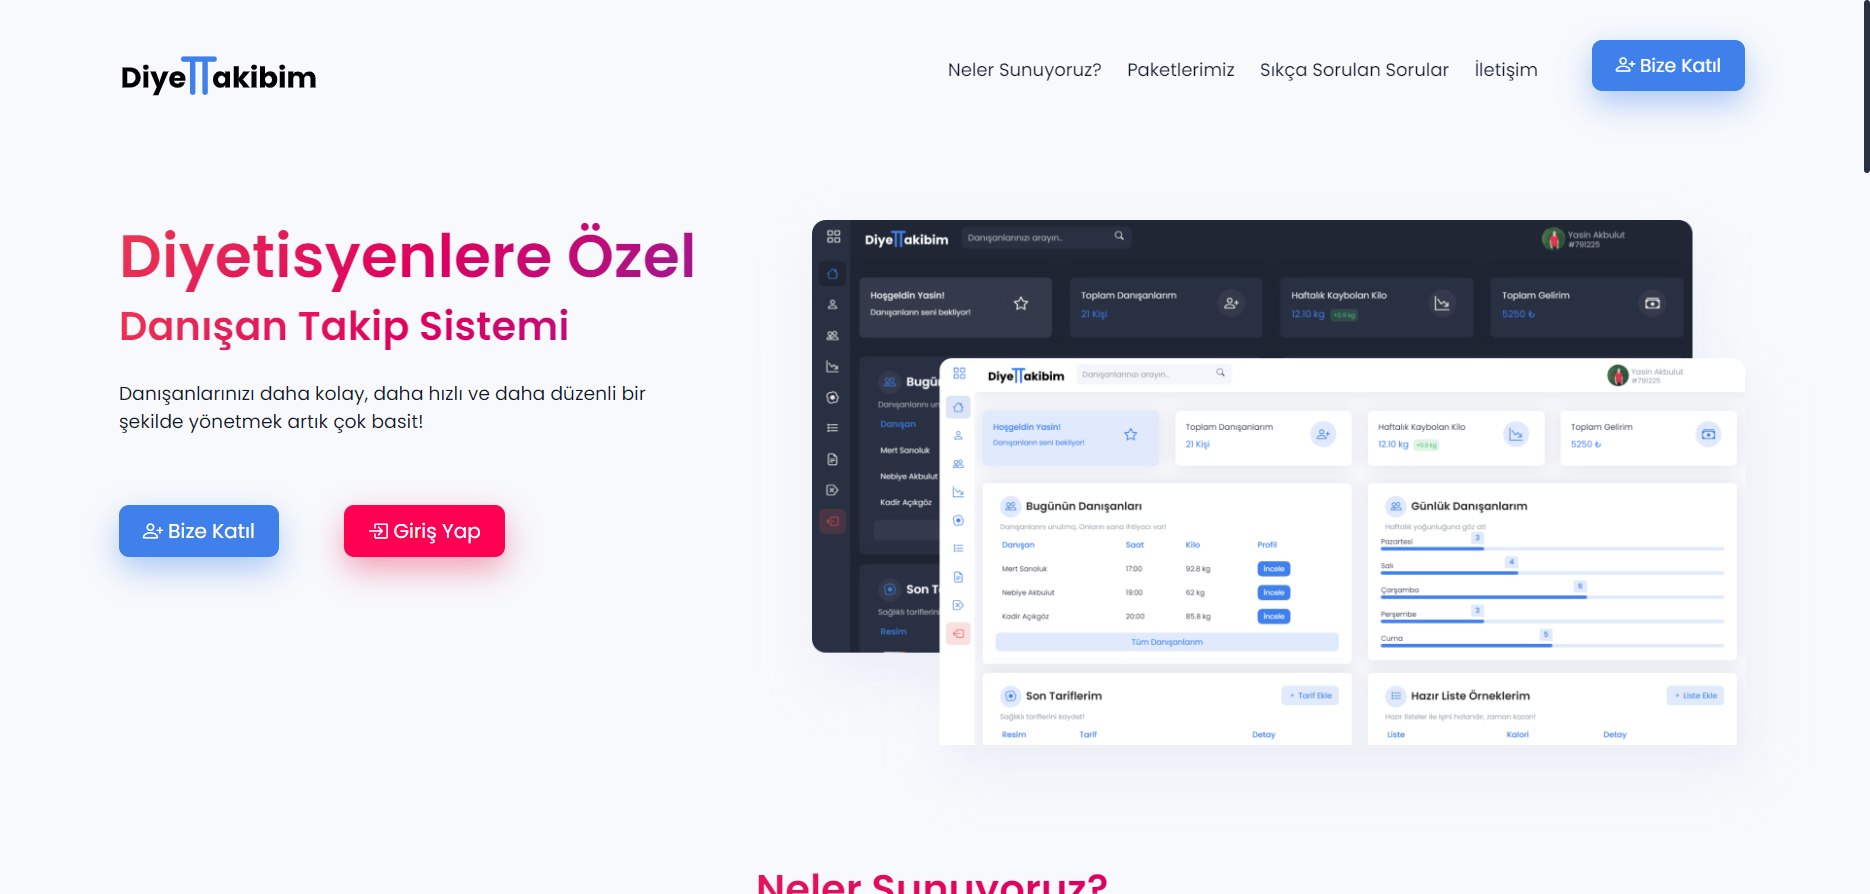 DiyeTakibim
Neler Sunuyoruz? Paketlerimiz Sıkça Sorulan Sorular İletişim
Bize Katıl
Diyetisyenlere Özel
Danışan Takip Sistemi
Danışanlarınızı daha kolay, daha hızlı ve daha düzenli bir
şekilde yönetmek artık çok basit!
Bize Katıl
Giriş Yap
DiyeTakibim
Danışanlarınızı arayın..
Yasin Akbulut
#791225
Hoşgeldin Yasin!
Danışanların seni bekliyor!
Toplam Danışanlarım
21 Kişi
Haftalık Kaybolan Kilo
12.10 kg +0.9 kg
Toplam Gelirim
5250 ₺
Bugü
Danışanlarını un
Danışan
Mert Sarıoluk
Nebiye Akbulut
Kadir Açıkgöz
Son T
Sağlıklı tariflerin
Resim
DiyeTakibim
Danışanlarınızı arayın..
Yasin Akbulut
#791225
Hoşgeldin Yasin!
Danışanların seni bekliyor!
Toplam Danışanlarım
21 Kişi
Haftalık Kaybolan Kilo
12.10 kg +0.9 kg
Toplam Gelirim
5250 ₺
Bugünün Danışanları
Danışanlarını unutma, Onların sana ihtiyacı var!
Danışan Saat Kilo Profil
Mert Sarıoluk 17:00 92.8 kg İncele
Nebiye Akbulut 19:00 62 kg İncele
Kadir Açıkgöz 20:00 85.8 kg İncele
Tüm Danışanlarım
Günlük Danışanlarım
Haftalık yoğunluğuna göz at!
Pazartesi 3
Salı 4
Çarşamba 6
Perşembe 3
Cuma 5
Son Tariflerim
+ Tarif Ekle
Sağlıklı tariflerini kaydet!
Resim Tarif Detay
Hazır Liste Örneklerim
+ Liste Ekle
Hazır listeler ile işini hızlandır, zaman kazan!
Liste Kalori Detay
Neler Sunuyoruz?